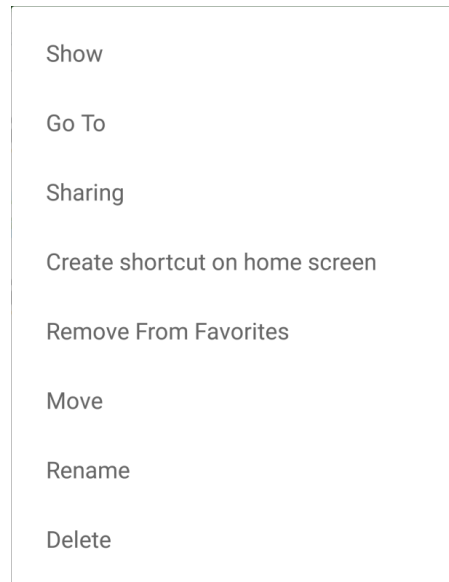 Show
Go To
Sharing
Create shortcut on home screen
Remove From Favorites
Move
Rename
Delete